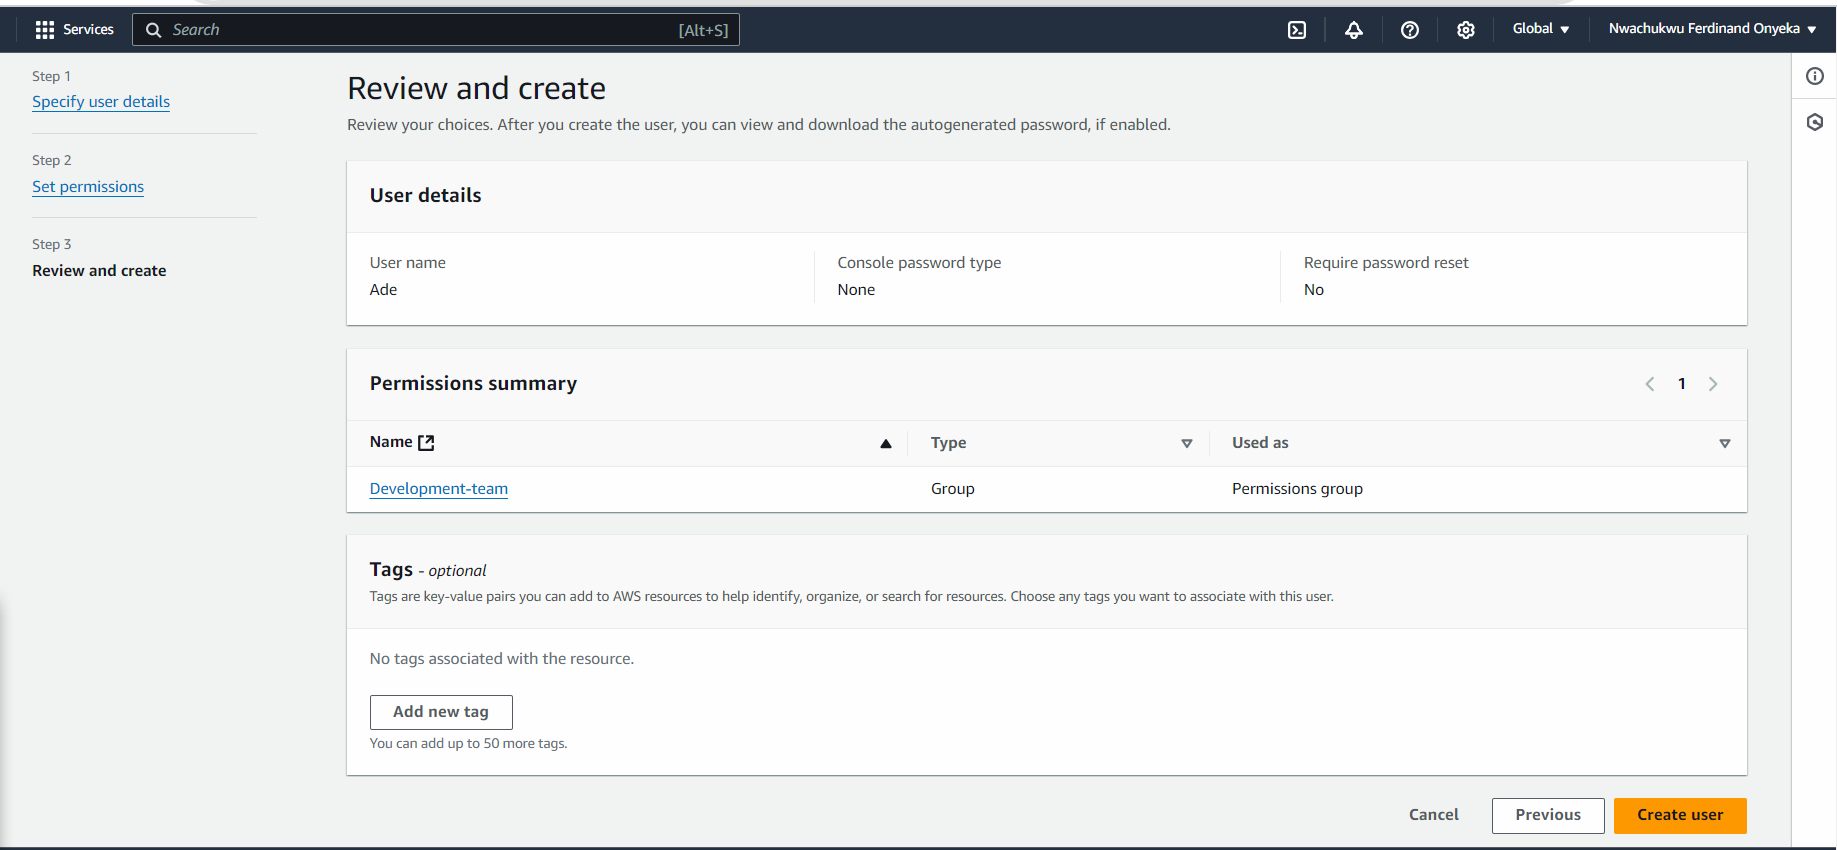 Services
Search [Alt+S]
Global
Nwachukwu Ferdinand Onyeka
Step 1
Specify user details
Step 2
Set permissions
Step 3
Review and create
Review and create
Review your choices. After you create the user, you can view and download the autogenerated password, if enabled.
User details
User name
Ade
Console password type
None
Require password reset
No
Permissions summary
1
Name Type Used as
Development-team Group Permissions group
Tags - optional
Tags are key-value pairs you can add to AWS resources to help identify, organize, or search for resources. Choose any tags you want to associate with this user.
No tags associated with the resource.
Add new tag
You can add up to 50 more tags.
Cancel Previous Create user